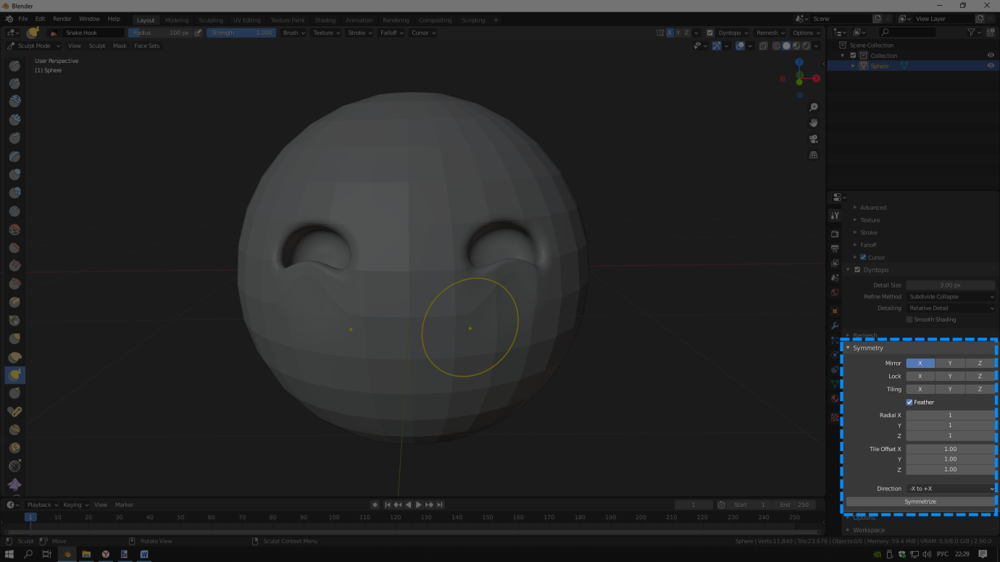 Blender
File Edit Render Window Help Layout Modeling Sculpting UV Editing Texture Paint Shading Animation Rendering Compositing Scripting + Scene View Layer
Snake Hook Radius 100 px Strength 1.000 Brush Texture Stroke Falloff Cursor X Y Z Dyntopo Remesh Options
Sculpt Mode View Sculpt Mask Face Sets
User Perspective
(1) Sphere
Z
X
Scene Collection
Collection
Sphere
Advanced
Texture
Stroke
Falloff
Cursor
Dyntopo
Detail Size 3.00 px
Refine Method Subdivide Collapse
Detailing Relative Detail
Smooth Shading
Remesh
Symmetry
Mirror X Y Z
Lock X Y Z
Tiling X Y Z
Feather
Radial X 1
Y 1
Z 1
Tile Offset X 1.00
Y 1.00
Z 1.00
Direction -X to +X
Symmetrize
Options
Workspace
Playback Keying View Marker 1 Start 1 End 250
1 10 20 30 40 50 60 70 80 90 100 110 120 130 140 150 160 170 180 190 200 210 220 230 240 250
Sculpt Move Rotate View Sculpt Context Menu Sphere | Verts:11,840 | Tris:23,676 | Objects:0/0 | Memory: 59.4 MiB | VRAM: 0.9/8.0 GiB | 2.90.0
РУС 22:29